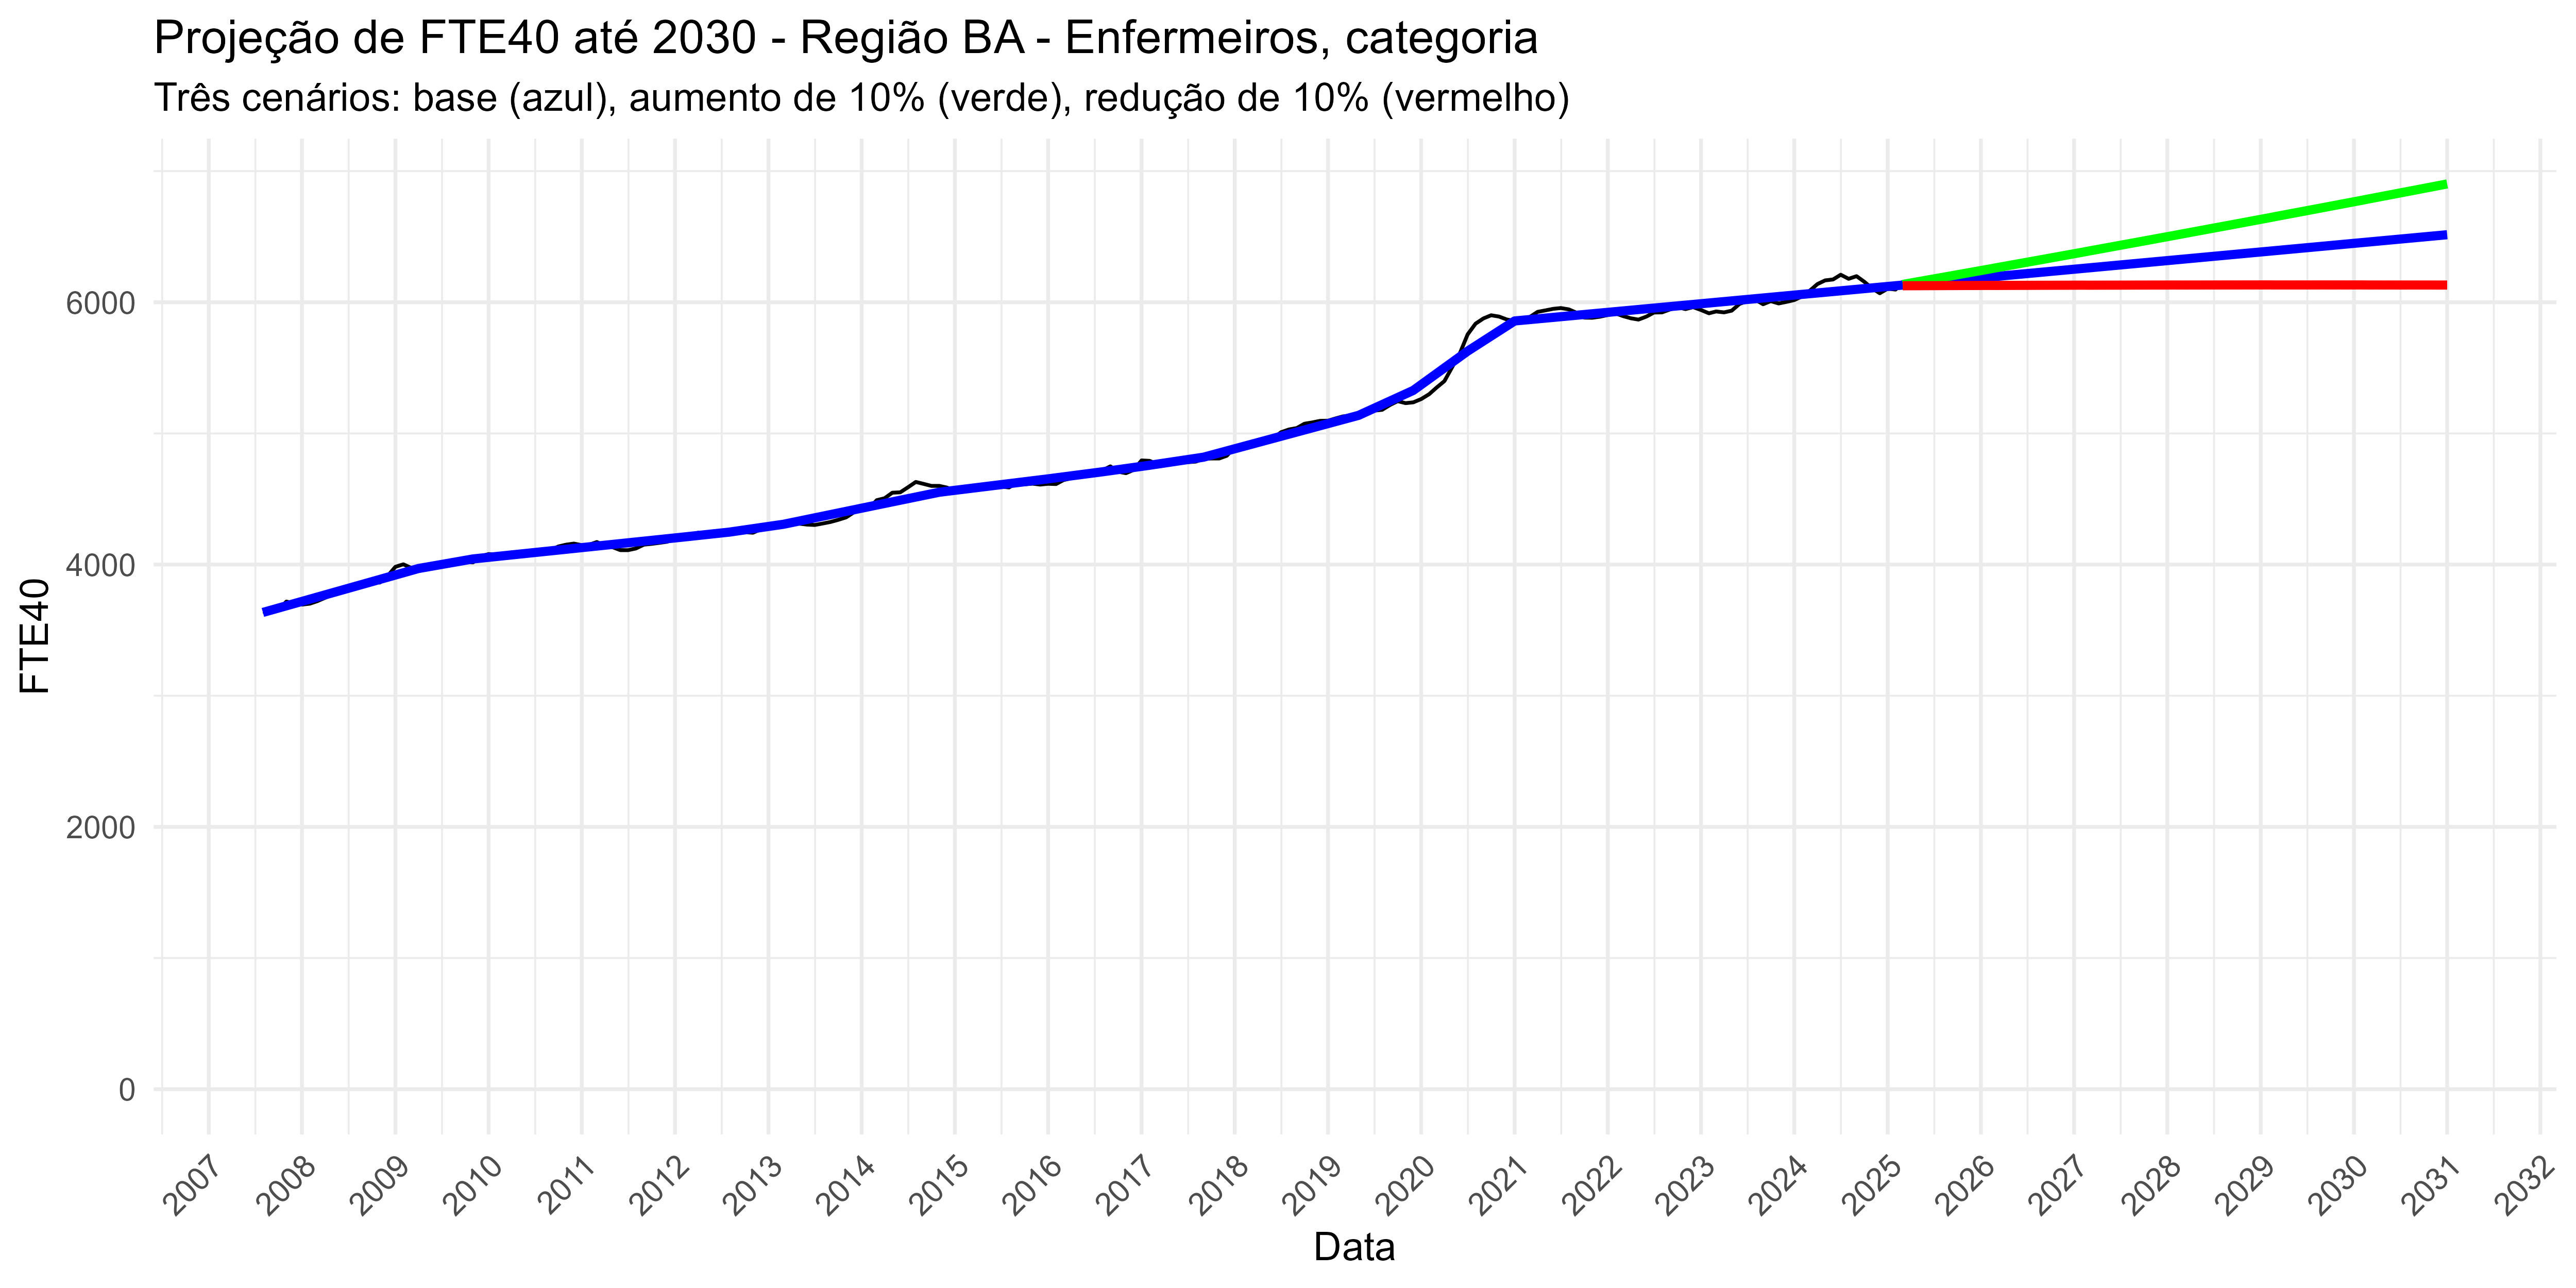 Projeção de FTE40 até 2030 - Região BA - Enfermeiros, categoria
Três cenários: base (azul), aumento de 10% (verde), redução de 10% (vermelho)
FTE40
6000
4000
2000
0
2007 2008 2009 2010 2011 2012 2013 2014 2015 2016 2017 2018 2019 2020 2021 2022 2023 2024 2025 2026 2027 2028 2029 2030 2031 2032
Data